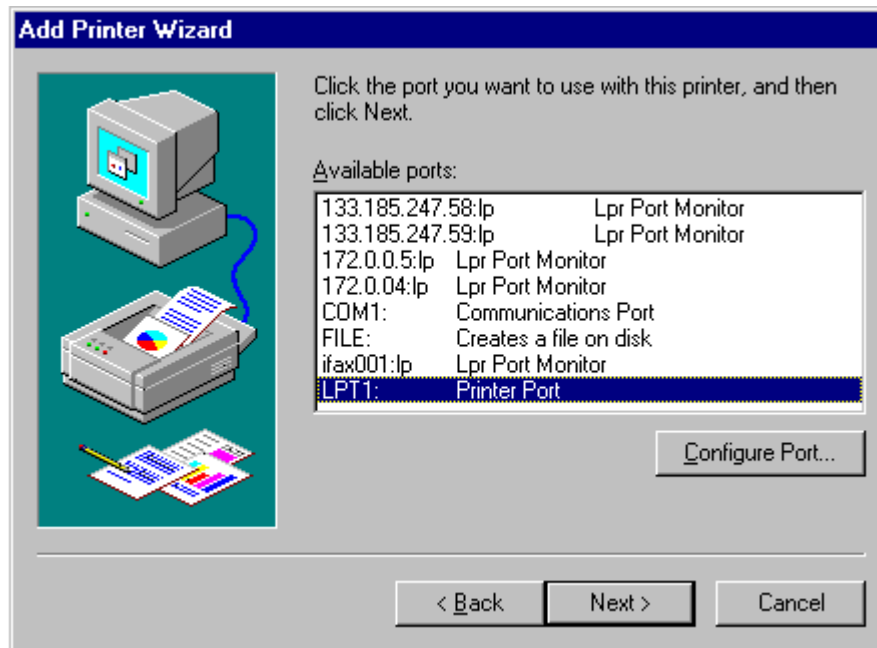 Add Printer Wizard
Click the port you want to use with this printer, and then
click Next.
Available ports:
133.185.247.58:lp Lpr Port Monitor
133.185.247.59:lp Lpr Port Monitor
172.0.0.5:lp Lpr Port Monitor
172.0.04:lp Lpr Port Monitor
COM1: Communications Port
FILE: Creates a file on disk
ifax001:lp Lpr Port Monitor
LPT1: Printer Port
Configure Port...
< Back Next > Cancel